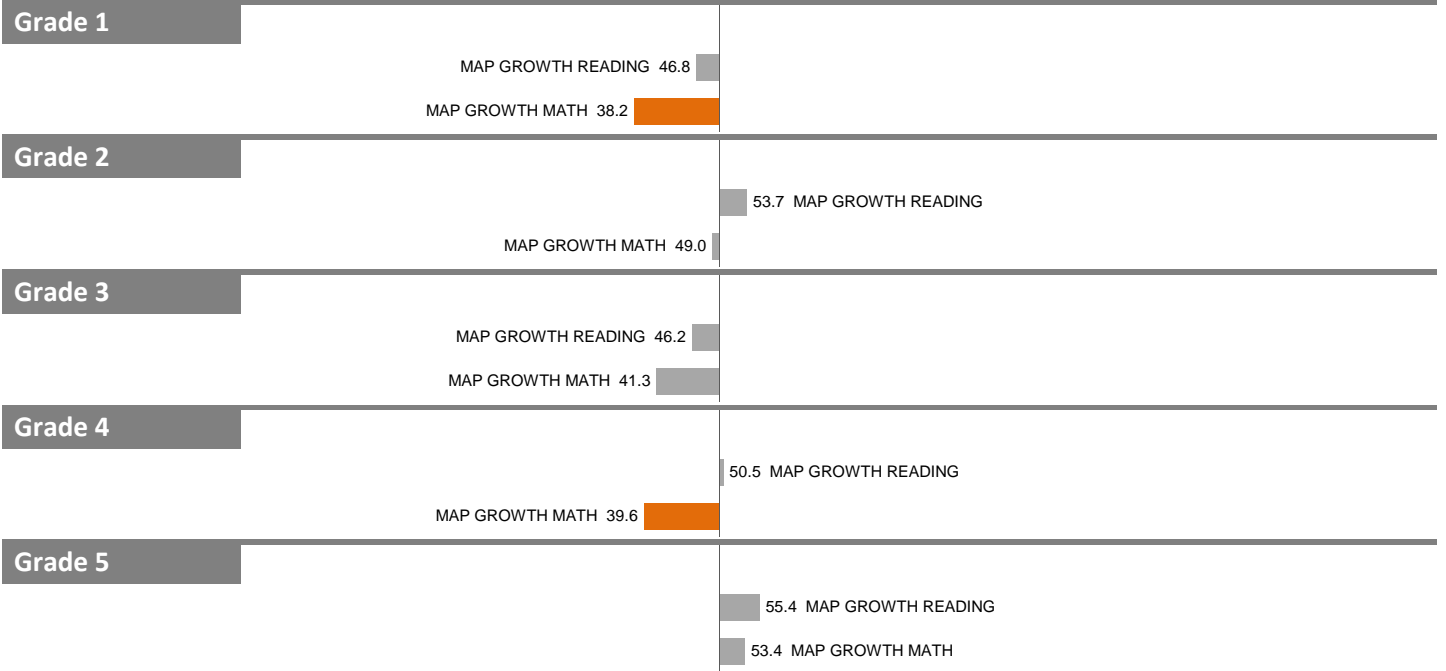 Grade 1
MAP GROWTH READING 46.8
MAP GROWTH MATH 38.2
Grade 2
53.7 MAP GROWTH READING
MAP GROWTH MATH 49.0
Grade 3
MAP GROWTH READING 46.2
MAP GROWTH MATH 41.3
Grade 4
50.5 MAP GROWTH READING
MAP GROWTH MATH 39.6
Grade 5
55.4 MAP GROWTH READING
53.4 MAP GROWTH MATH